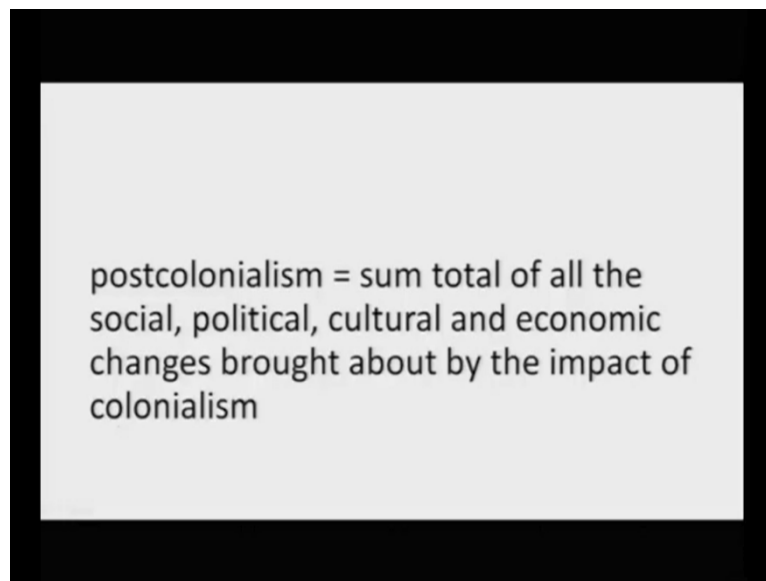 postcolonialism = sum total of all the
social, political, cultural and economic
changes brought about by the impact of
colonialism